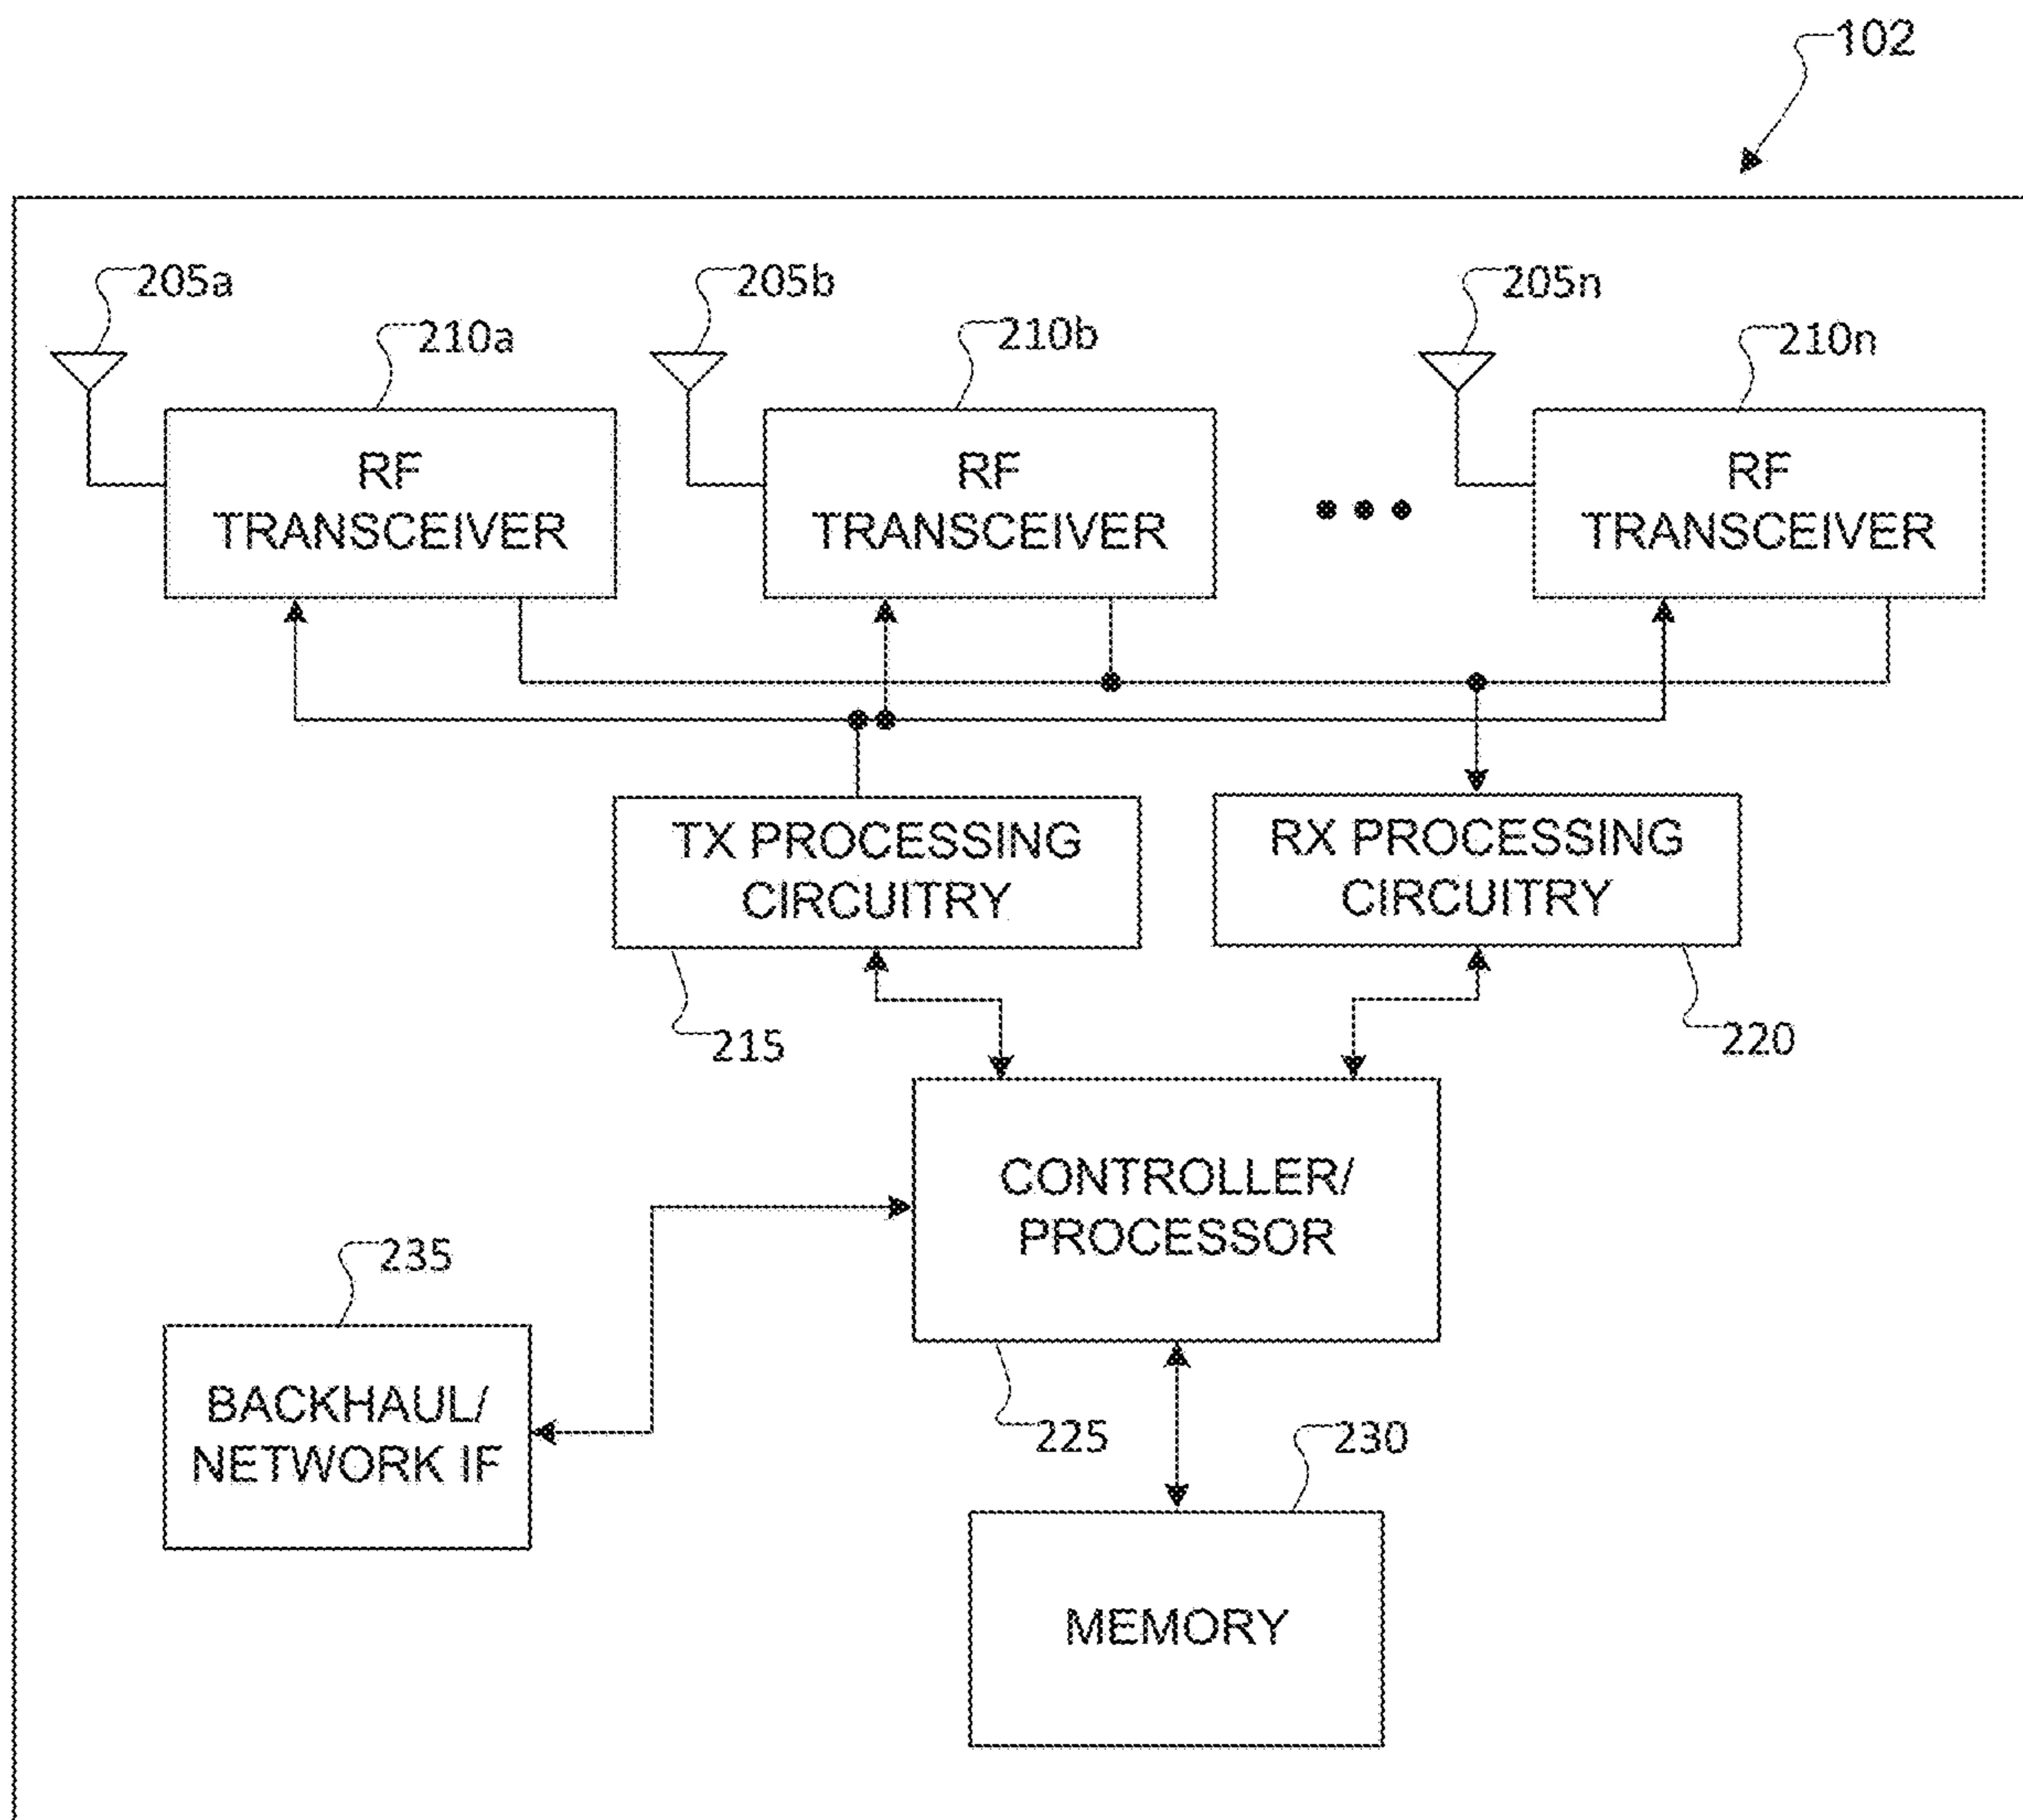 102
205a
205b
205n
210a
210b
210n
RF
TRANSCEIVER
RF
TRANSCEIVER
RF
TRANSCEIVER
TX PROCESSING
CIRCUITRY
RX PROCESSING
CIRCUITRY
215
220
CONTROLLER/
PROCESSOR
235
BACKHAUL/
NETWORK IF
225
230
MEMORY